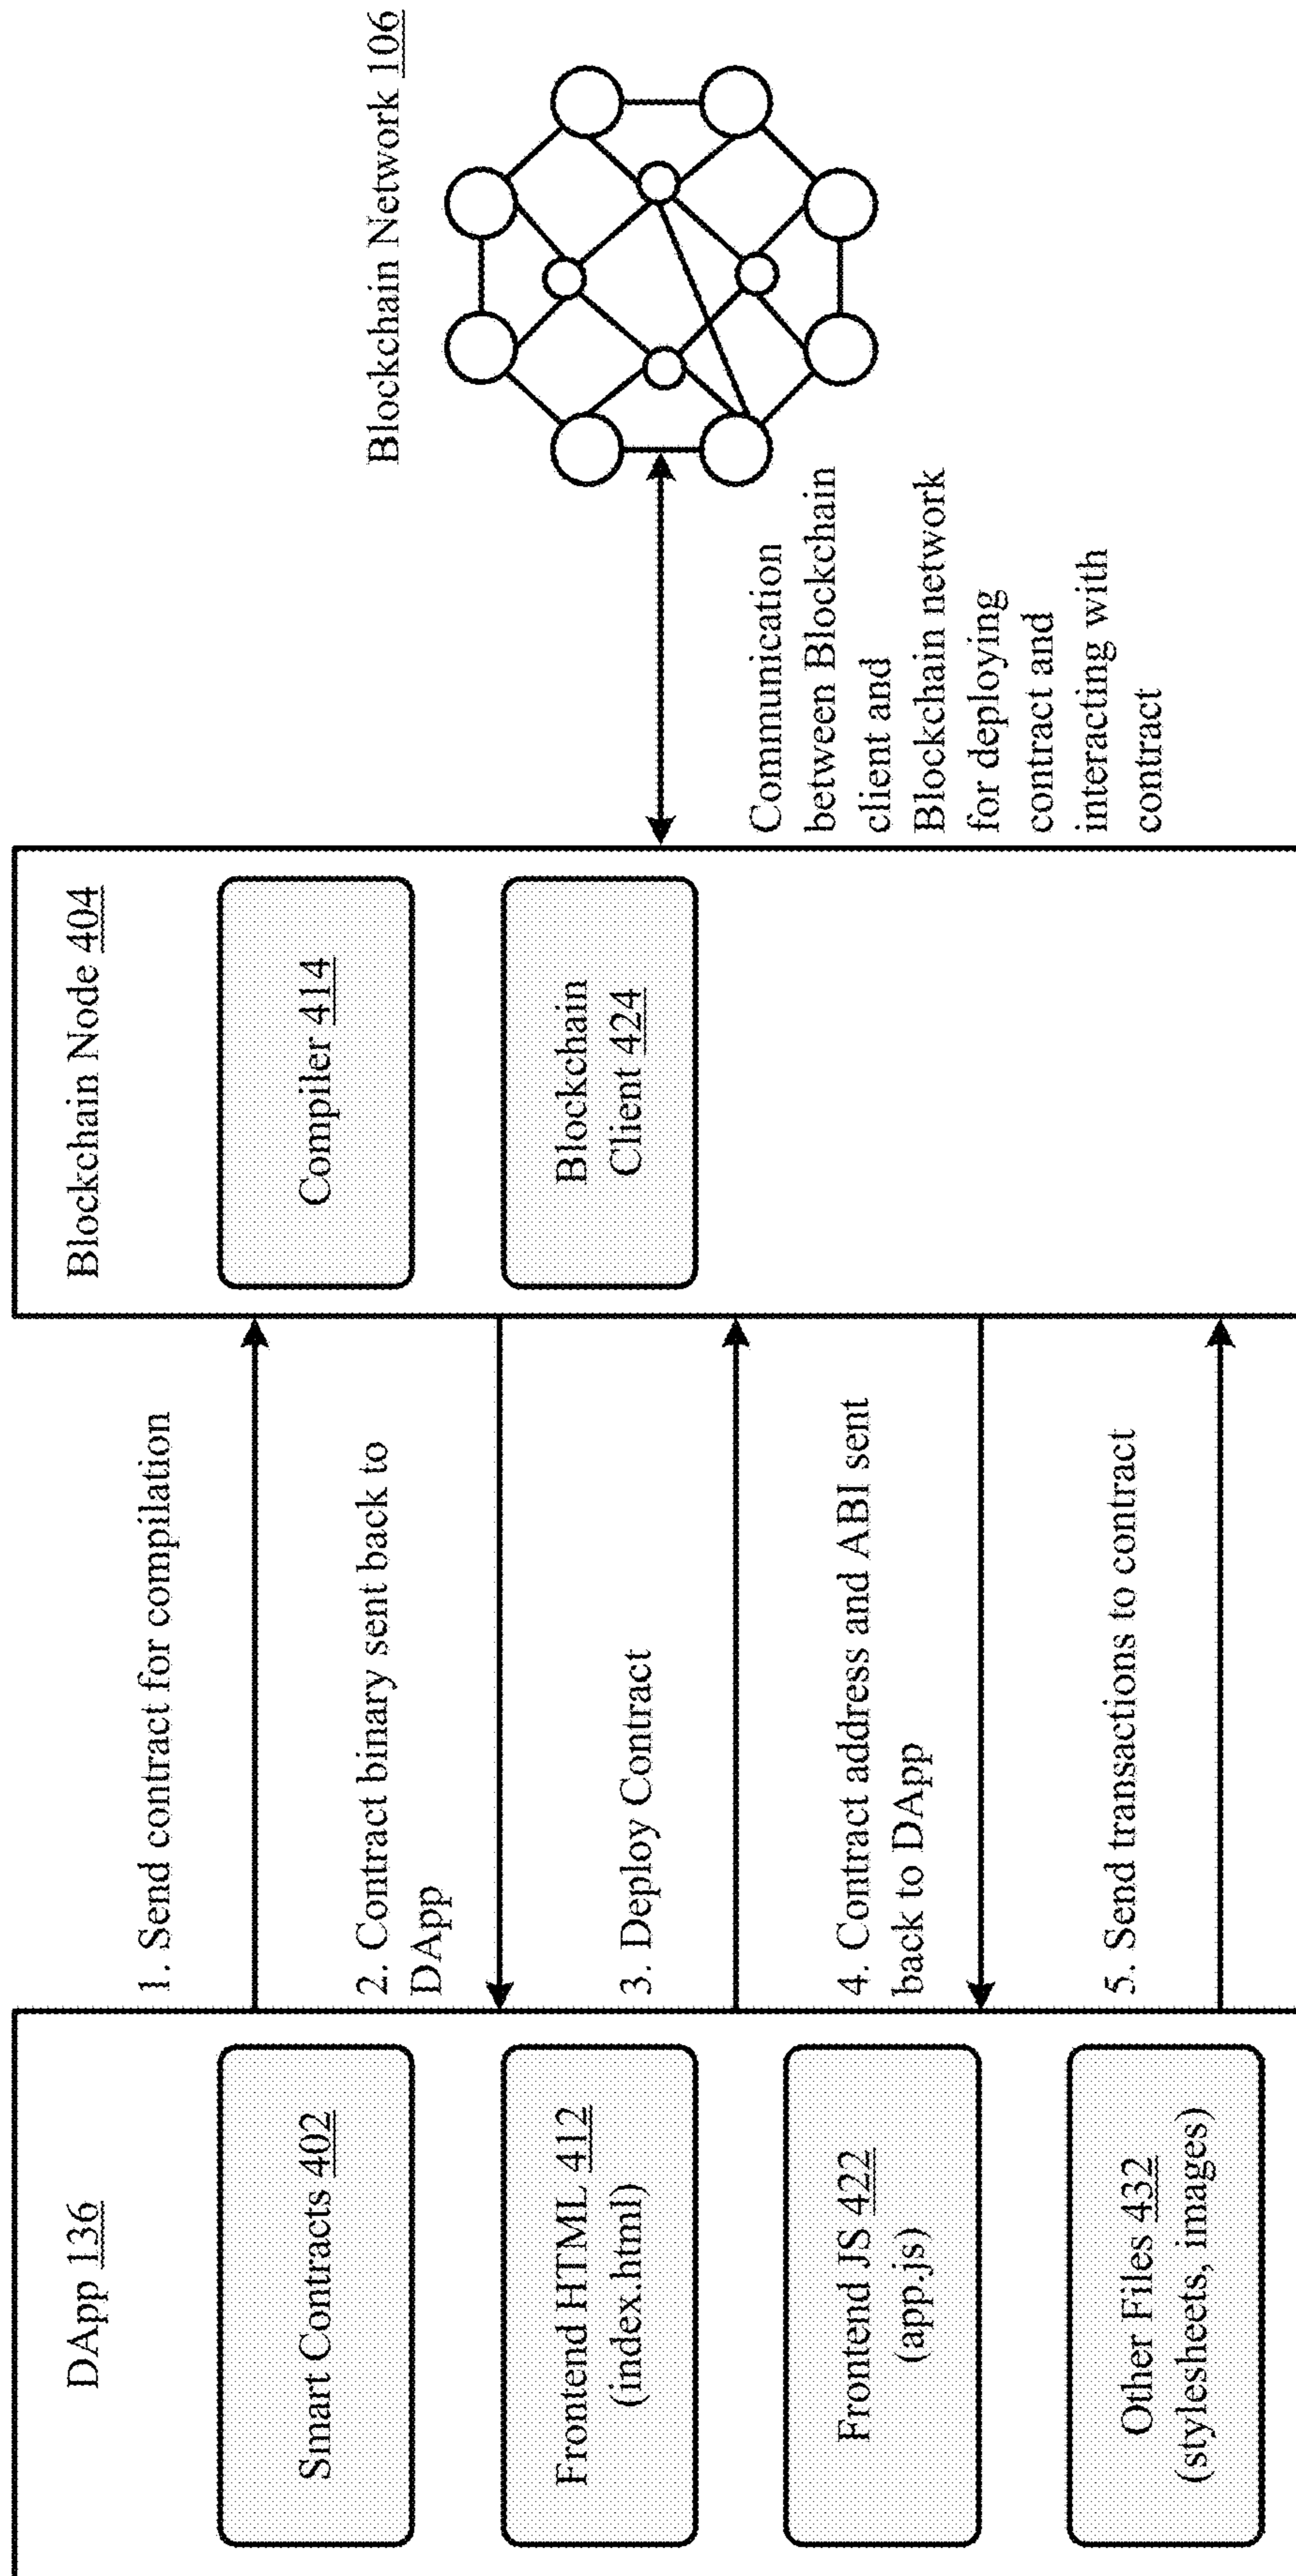 DApp 136
Smart Contracts 402
Frontend HTML 412
(index.html)
Frontend JS 422
(app.js)
Other Files 432
(stylesheets, images)
1. Send contract for compilation
2. Contract binary sent back to
DApp
3. Deploy Contract
4. Contract address and ABI sent
back to DApp
5. Send transactions to contract
Blockchain Node 404
Compiler 414
Blockchain
Client 424
Blockchain Network 106
Communication
between Blockchain
client and
Blockchain network
for deploying
contract and
interacting with
contract